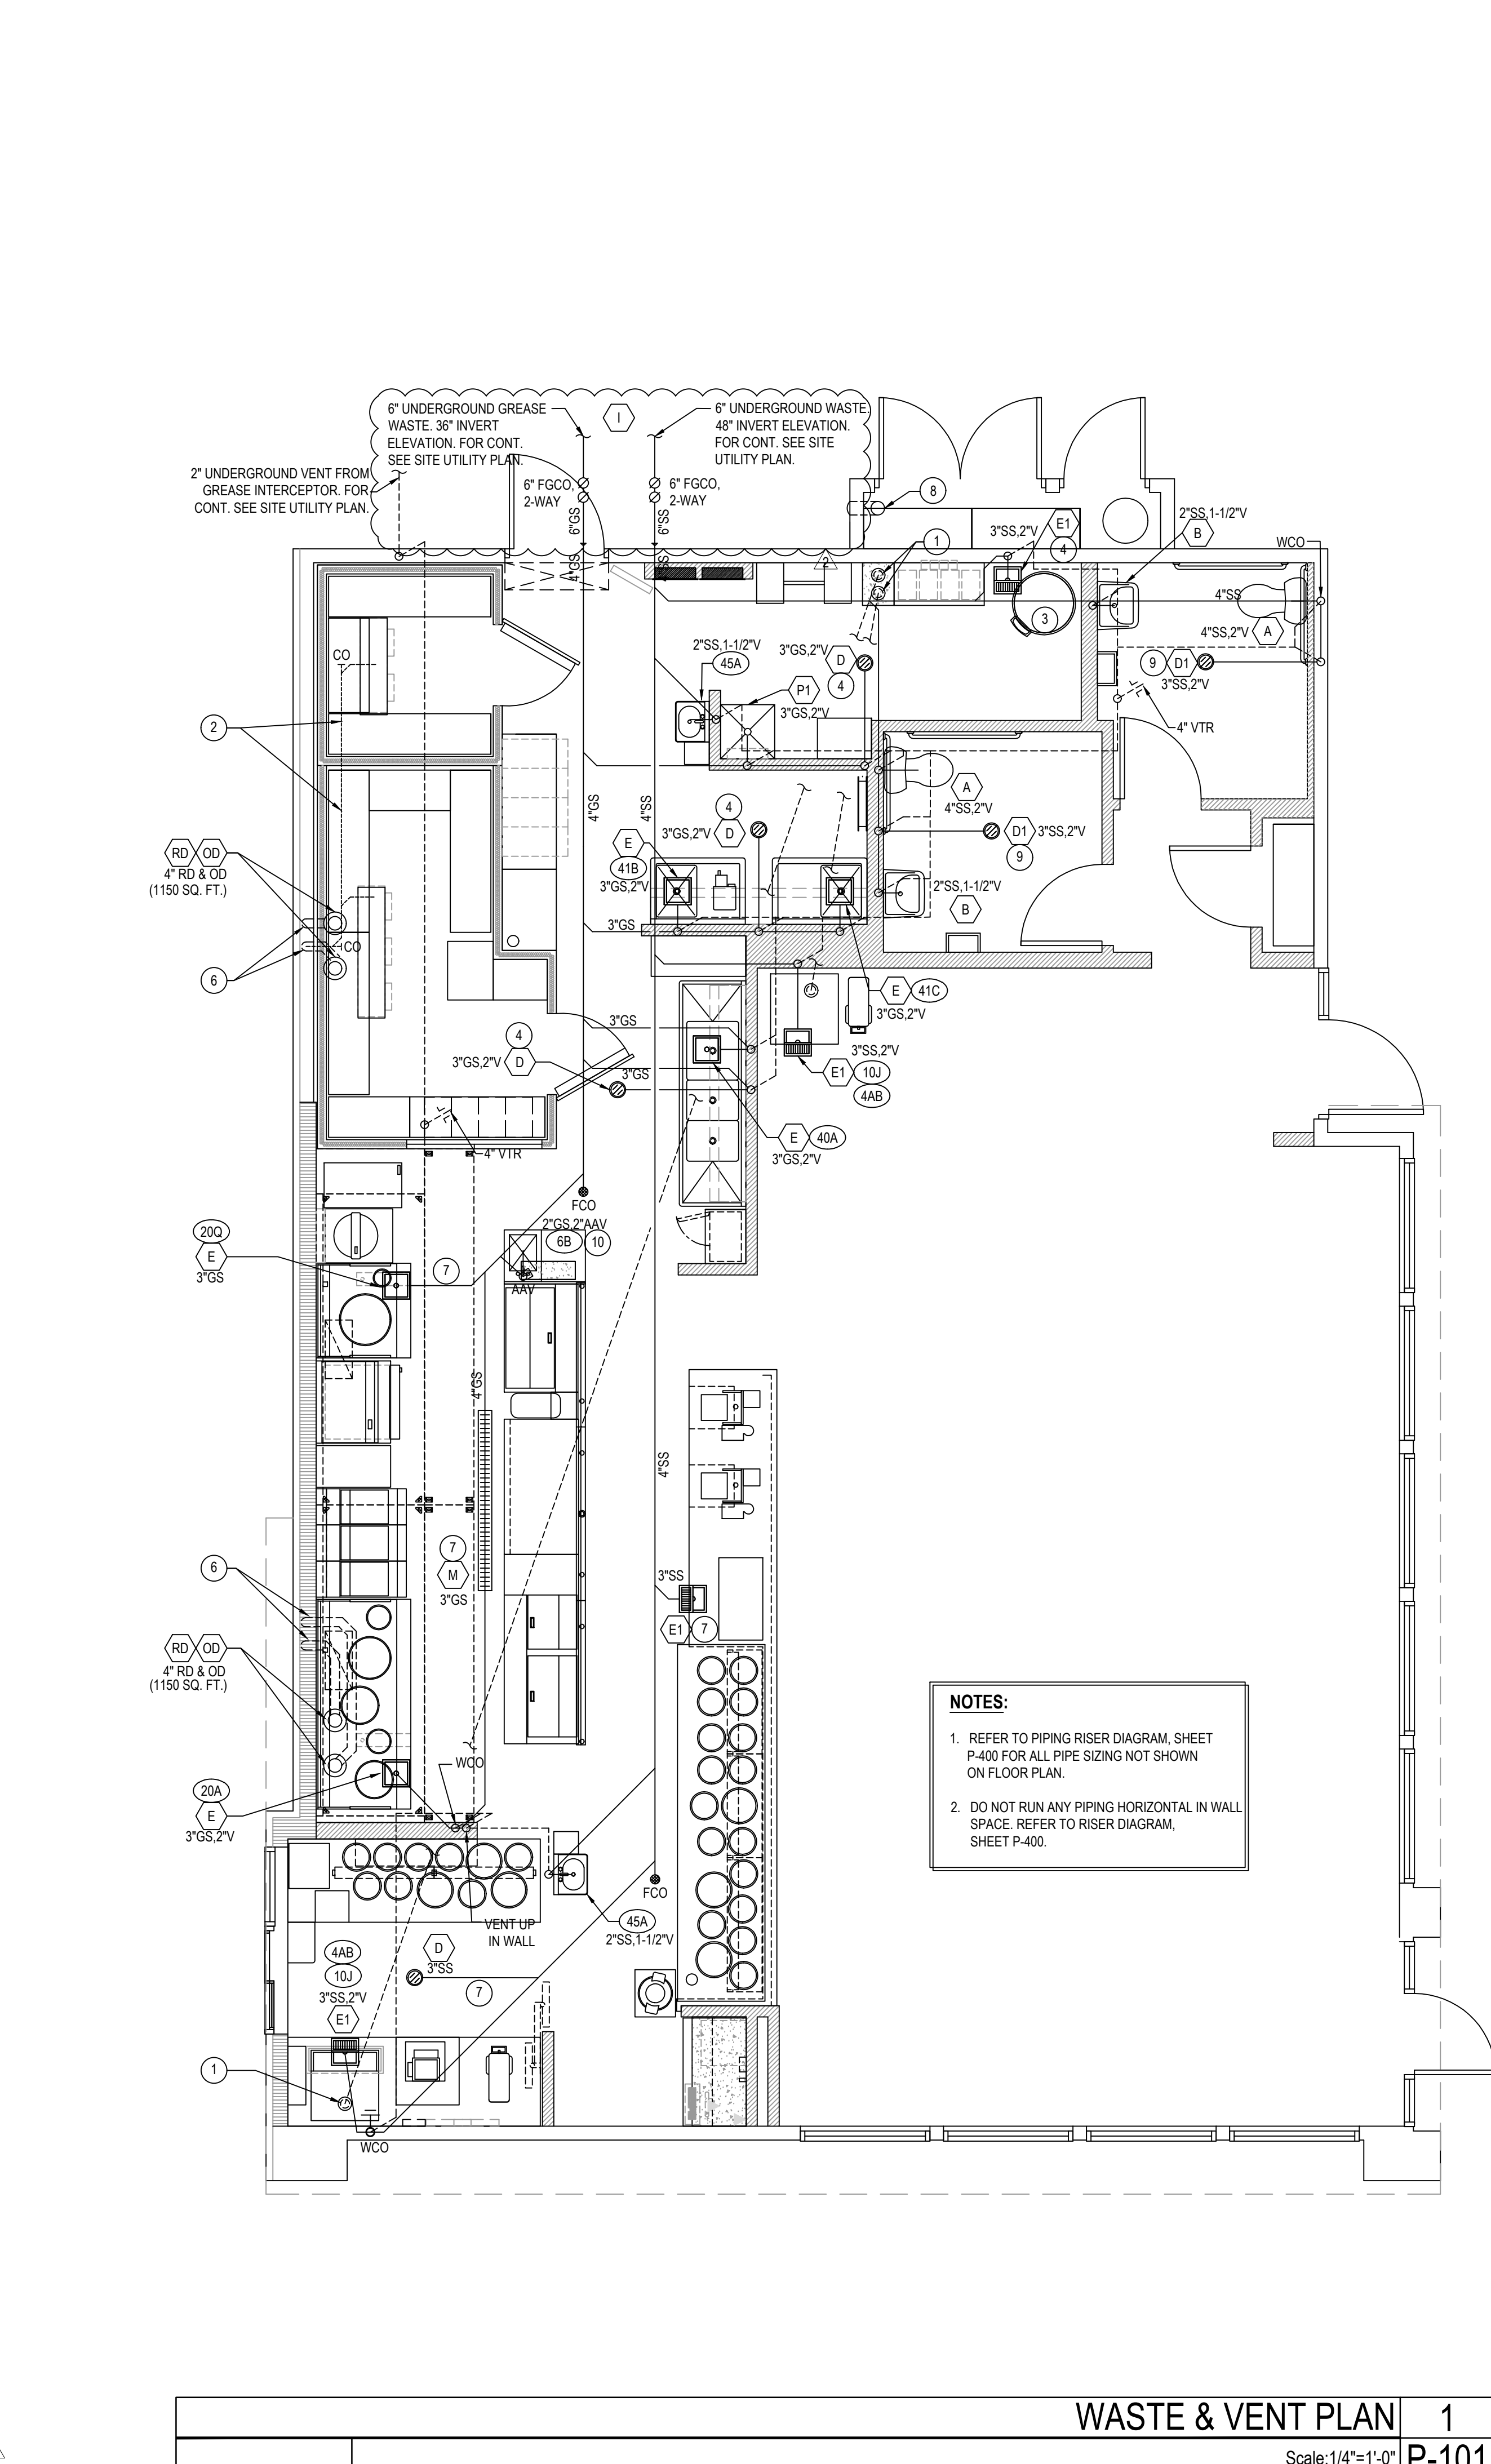 6" UNDERGROUND GREASE
WASTE. 36" INVERT
ELEVATION. FOR CONT.
SEE SITE UTILITY PLAN.
I
6" UNDERGROUND WASTE.
48" INVERT ELEVATION.
FOR CONT. SEE SITE
UTILITY PLAN.
2" UNDERGROUND VENT FROM
GREASE INTERCEPTOR. FOR
CONT. SEE SITE UTILITY PLAN.
6" FGCO,
2-WAY
6" FGCO,
2-WAY
8
6"GS
6"SS
4"GS
4"SS
2
1
3"SS,2"V
E1
4
2"SS,1-1/2"V
B
WCO
3
4"SS
4"SS,2"V
A
9
D1
3"SS,2"V
4" VTR
CO
2
2"SS,1-1/2"V
45A
3"GS,2"V
D
4
P1
3"GS,2"V
A
4"SS,2"V
4"GS
4"SS
4
3"GS,2"V
D
D1
3"SS,2"V
9
E
41B
3"GS,2"V
2"SS,1-1/2"V
B
RD
OD
4" RD & OD
(1150 SQ. FT.)
CO
6
3"GS
E
41C
3"GS,2"V
3"GS
4
3"GS,2"V
D
3"GS
3"SS,2"V
E1
10J
4AB
E
40A
3"GS,2"V
4" VTR
FCO
2"GS,2"AAV
6B
10
AAV
20Q
E
3"GS
7
4"GS
4"SS
7
M
3"GS
3"SS
E1
7
6
RD
OD
4" RD & OD
(1150 SQ. FT.)
WCO
20A
E
3"GS,2"V
FCO
45A
2"SS,1-1/2"V
VENT UP
IN WALL
D
3"SS
7
4AB
10J
3"SS,2"V
E1
1
WCO
NOTES:
1. REFER TO PIPING RISER DIAGRAM, SHEET
P-400 FOR ALL PIPE SIZING NOT SHOWN
ON FLOOR PLAN.
2. DO NOT RUN ANY PIPING HORIZONTAL IN WALL
SPACE. REFER TO RISER DIAGRAM,
SHEET P-400.
WASTE & VENT PLAN
1
Scale:1/4"=1'-0"
P-101